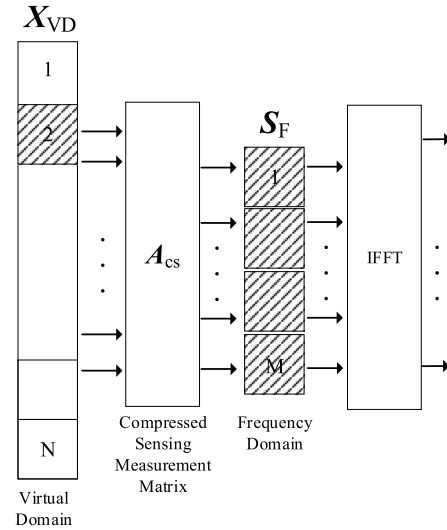 X_VD
1
2
N
Virtual
Domain
A_cs
Compressed
Sensing
Measurement
Matrix
S_F
1
M
Frequency
Domain
IFFT